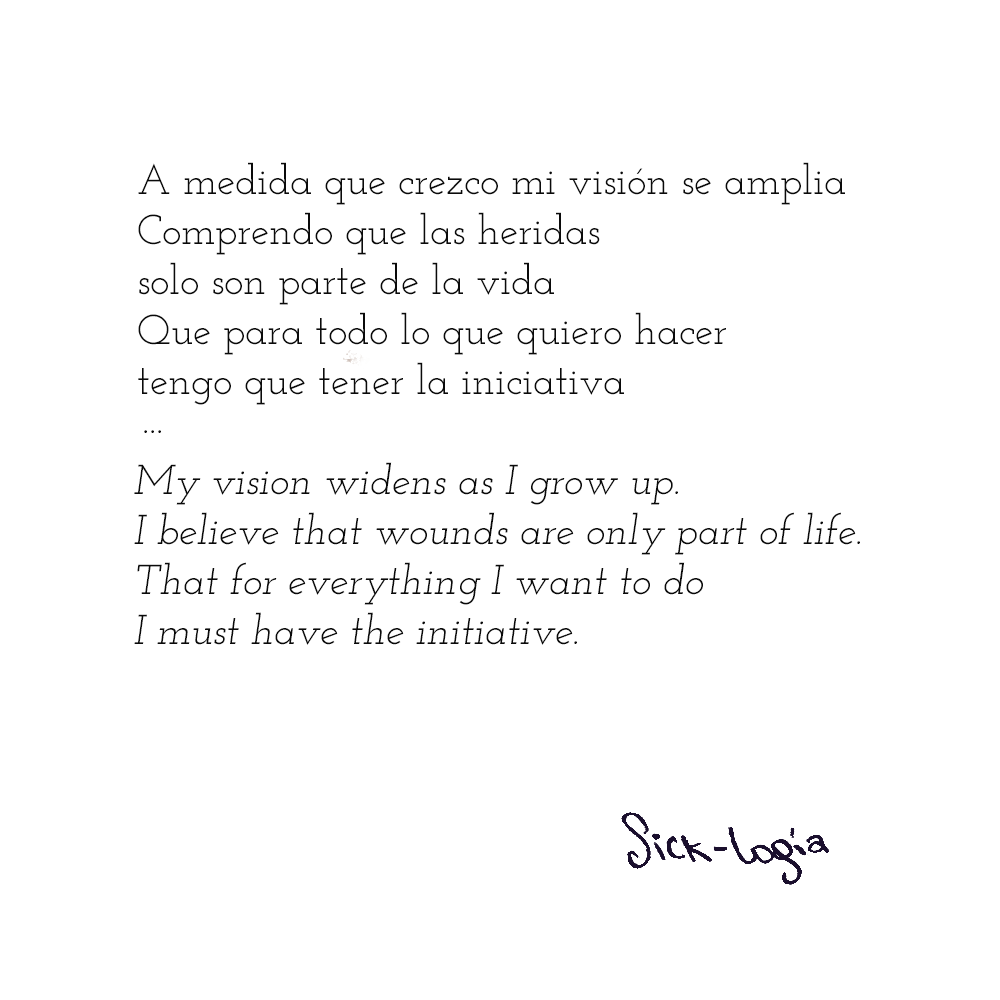 A medida que crezco mi visión se amplia
Comprendo que las heridas
solo son parte de la vida
Que para todo lo que quiero hacer
tengo que tener la iniciativa
...
My vision widens as I grow up.
I believe that wounds are only part of life.
That for everything I want to do
I must have the initiative.
Sick-logía